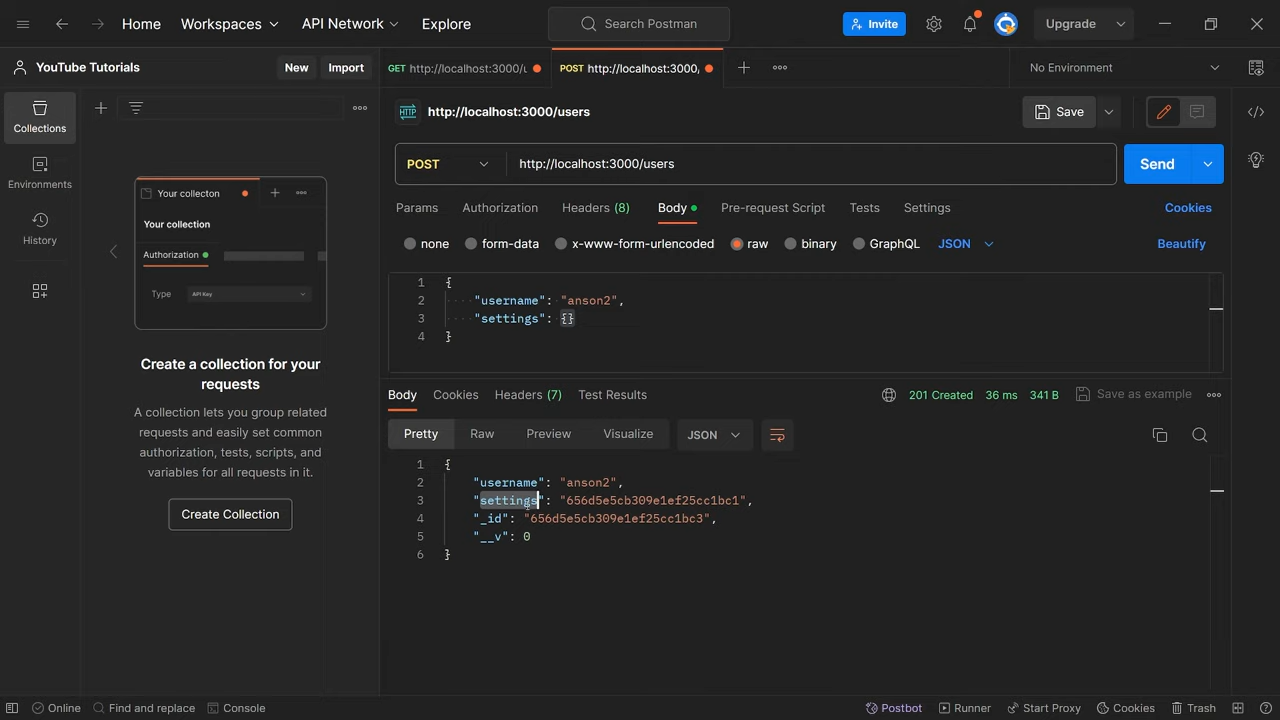 Home Workspaces API Network Explore Search Postman Invite Upgrade
YouTube Tutorials New Import GET http://localhost:3000/u POST http://localhost:3000, No Environment
Collections
Environments
History
Your collecton
Your collection
Authorization
Type API Key
Create a collection for your
requests
A collection lets you group related
requests and easily set common
authorization, tests, scripts, and
variables for all requests in it.
Create Collection
HTTP http://localhost:3000/users Save
POST http://localhost:3000/users Send
Params Authorization Headers (8) Body Pre-request Script Tests Settings Cookies
none form-data x-www-form-urlencoded raw binary GraphQL JSON Beautify
1 {
2 "username": "anson2",
3 "settings": {}
4 }
Body Cookies Headers (7) Test Results 201 Created 36 ms 341 B Save as example
Pretty Raw Preview Visualize JSON
1 {
2 "username": "anson2",
3 "settings": "656d5e5cb309e1ef25cc1bc1",
4 "_id": "656d5e5cb309e1ef25cc1bc3",
5 "__v": 0
6 }
Online Find and replace Console Postbot Runner Start Proxy Cookies Trash